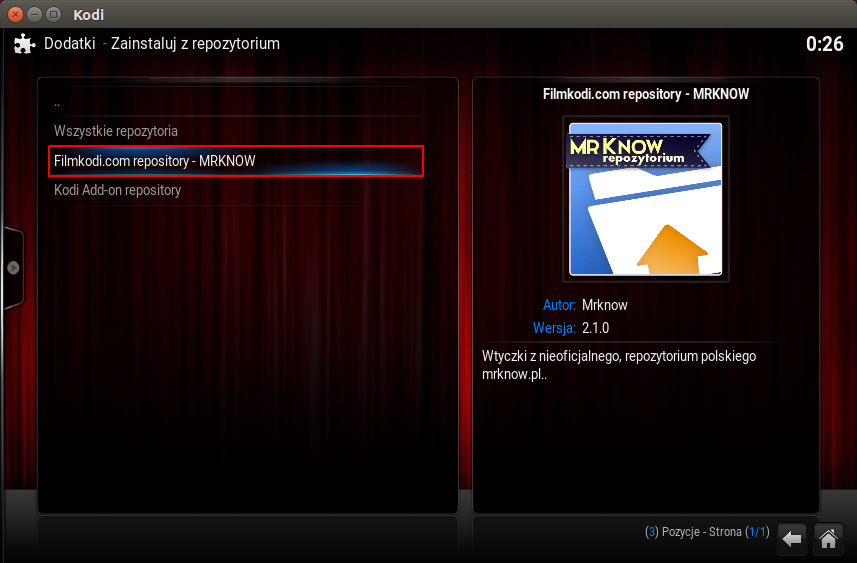 Kodi
Dodatki - Zainstaluj z repozytorium
0:26
..
Wszystkie repozytoria
Filmkodi.com repository - MRKNOW
Kodi Add-on repository
Filmkodi.com repository - MRKNOW
MR KNOW
repozytorium
Autor: Mrknow
Wersja: 2.1.0
Wtyczki z nieoficjalnego, repozytorium polskiego
mrknow.pl..
(3) Pozycje - Strona (1/1)